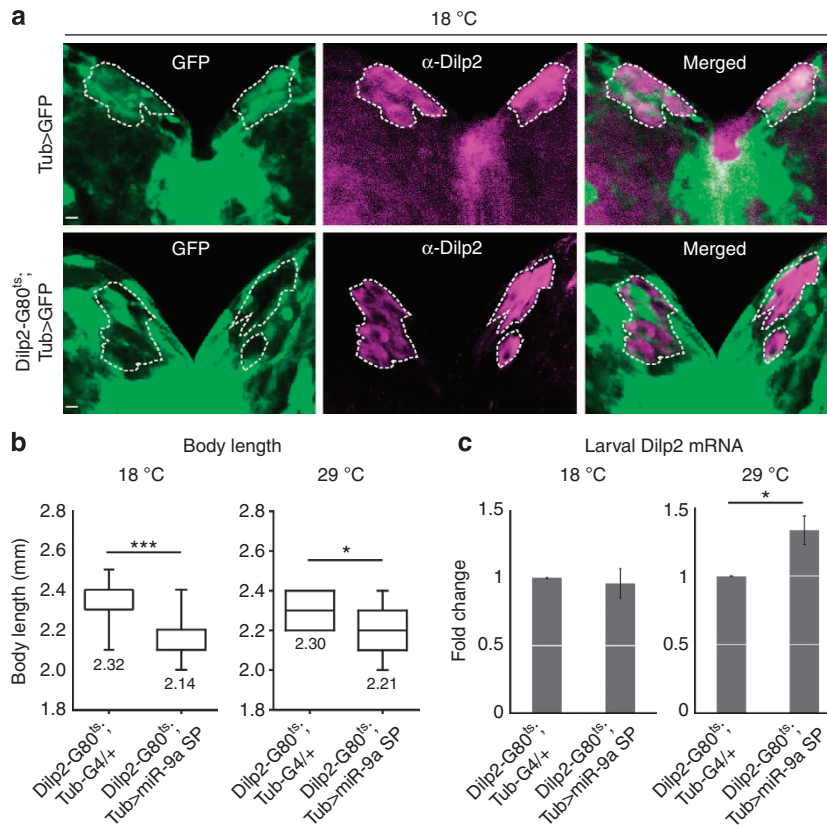 a
18 °C
GFP
α-Dilp2
Merged
Tub>GFP
GFP
α-Dilp2
Merged
Dilp2-G80ts;
Tub>GFP
b
Body length
18 °C
29 °C
Body length (mm)
2.8
2.6
2.4
2.2
2.0
1.8
***
2.32
2.14
Dilp2-G80ts;
Tub-G4/+
Dilp2-G80ts;
Tub>miR-9a SP
2.8
2.6
2.4
2.2
2.0
1.8
*
2.30
2.21
Dilp2-G80ts;
Tub-G4/+
Dilp2-G80ts;
Tub>miR-9a SP
c
Larval Dilp2 mRNA
18 °C
29 °C
Fold change
1.5
1
0.5
0
Dilp2-G80ts;
Tub-G4/+
Dilp2-G80ts;
Tub>miR-9a SP
1.5
1
0.5
0
*
Dilp2-G80ts;
Tub-G4/+
Dilp2-G80ts;
Tub>miR-9a SP